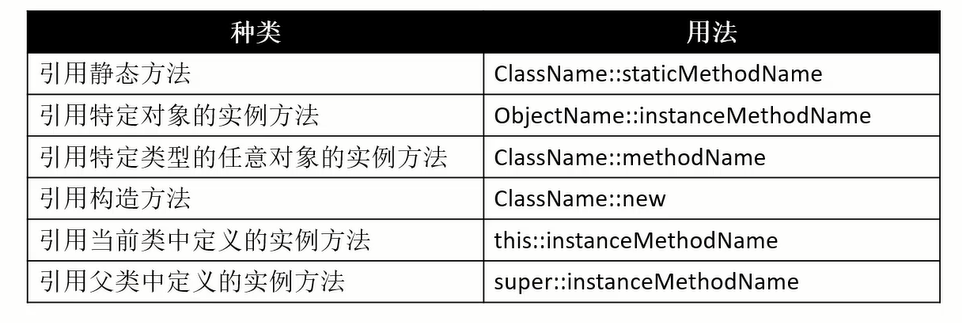 种类 用法
引用静态方法 ClassName::staticMethodName
引用特定对象的实例方法 ObjectName::instanceMethodName
引用特定类型的任意对象的实例方法 ClassName::methodName
引用构造方法 ClassName::new
引用当前类中定义的实例方法 this::instanceMethodName
引用父类中定义的实例方法 super::instanceMethodName